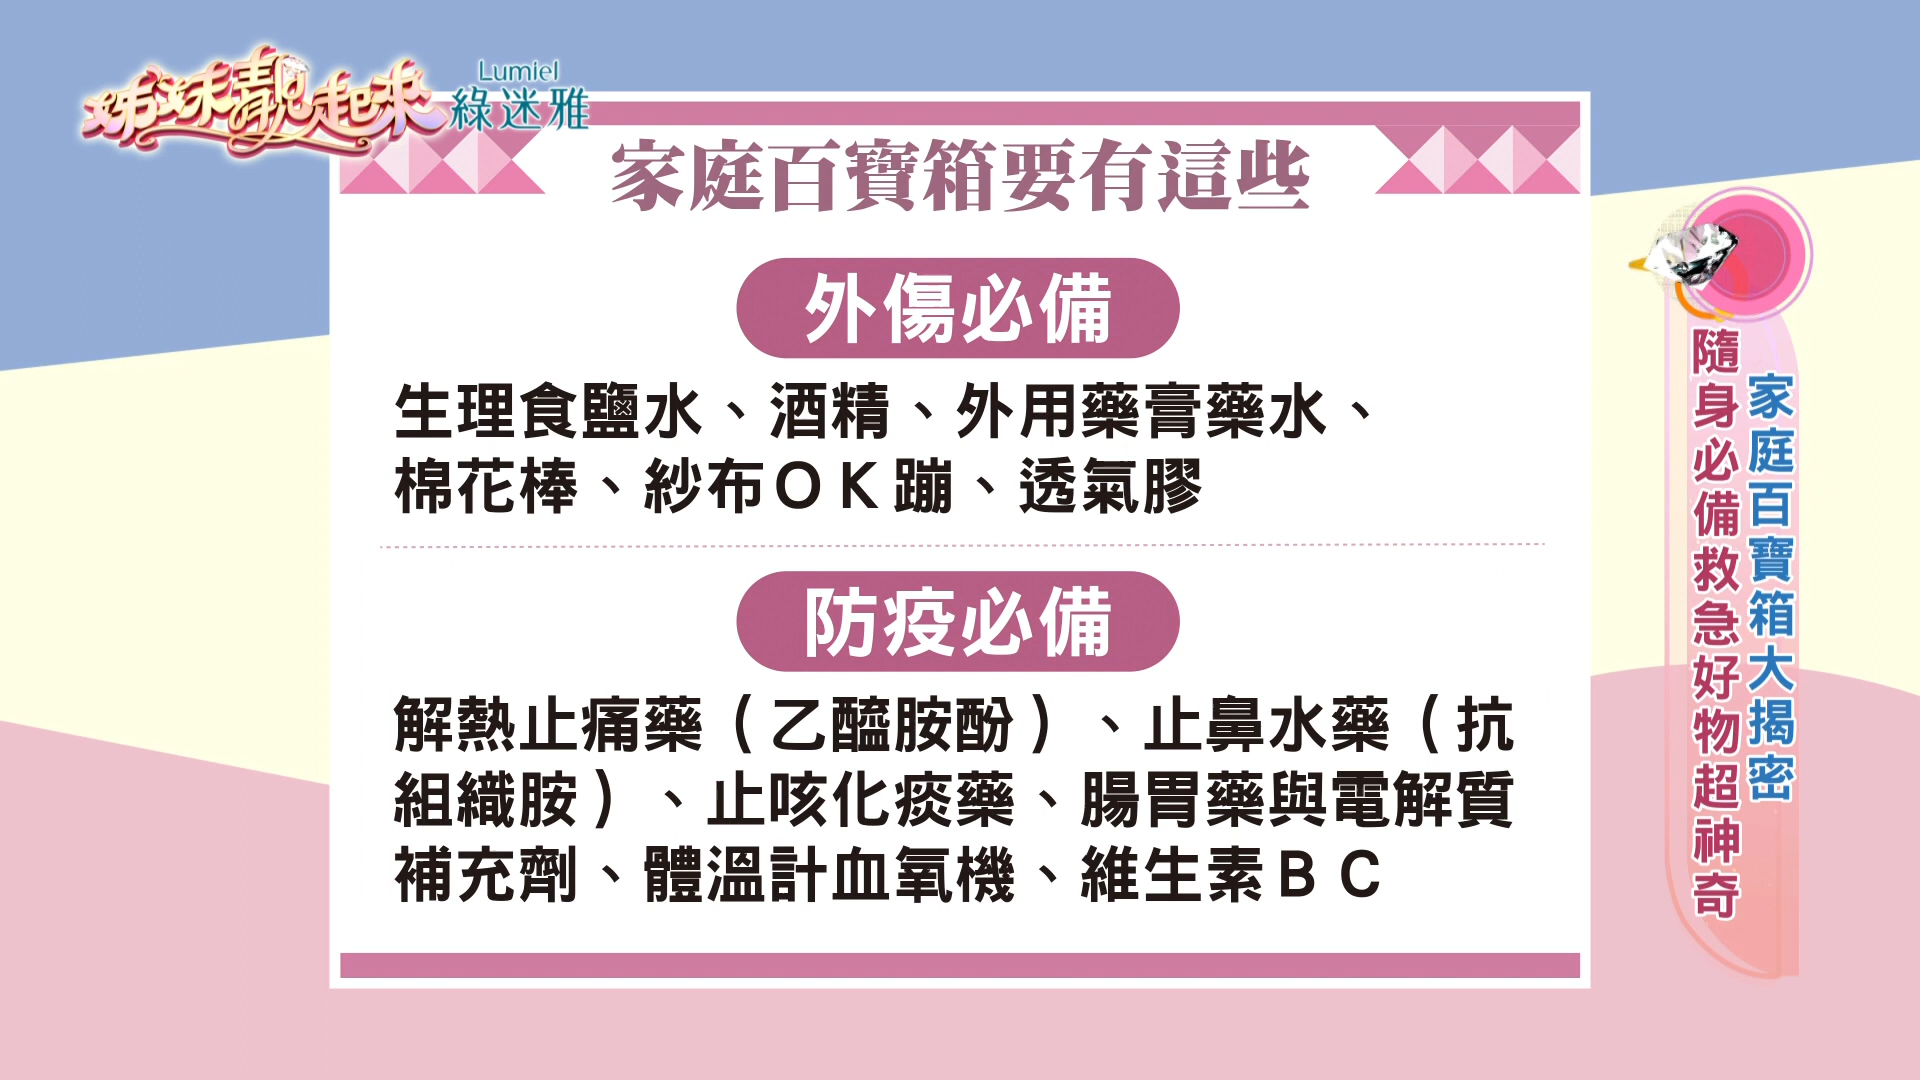 姊妹靚起來
Lumiel
綠迷雅
家庭百寶箱要有這些
外傷必備
生理食鹽水、酒精、外用藥膏藥水、
棉花棒、紗布ＯＫ蹦、透氣膠
防疫必備
解熱止痛藥（乙醯胺酚）、止鼻水藥（抗
組織胺）、止咳化痰藥、腸胃藥與電解質
補充劑、體溫計血氧機、維生素ＢＣ
家庭百寶箱大揭密
隨身必備救急好物超神奇